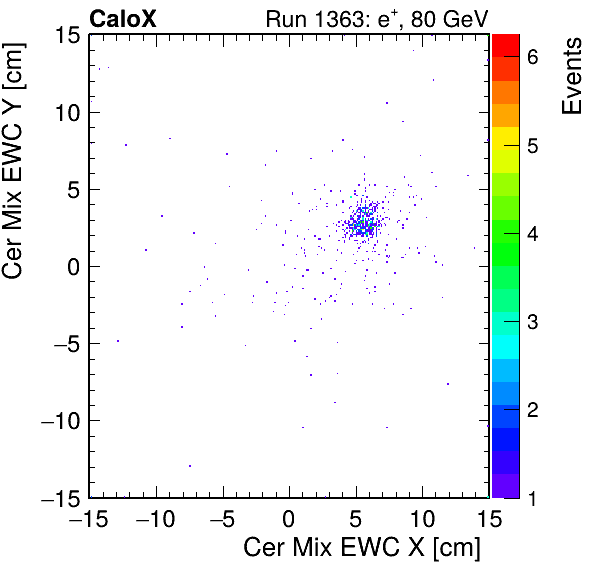 CaloX Run 1363: e⁺, 80 GeV
Cer Mix EWC Y [cm]
15
10
5
0
−5
−10
−15
−15 −10 −5 0 5 10 15
Cer Mix EWC X [cm]
Events
6
5
4
3
2
1